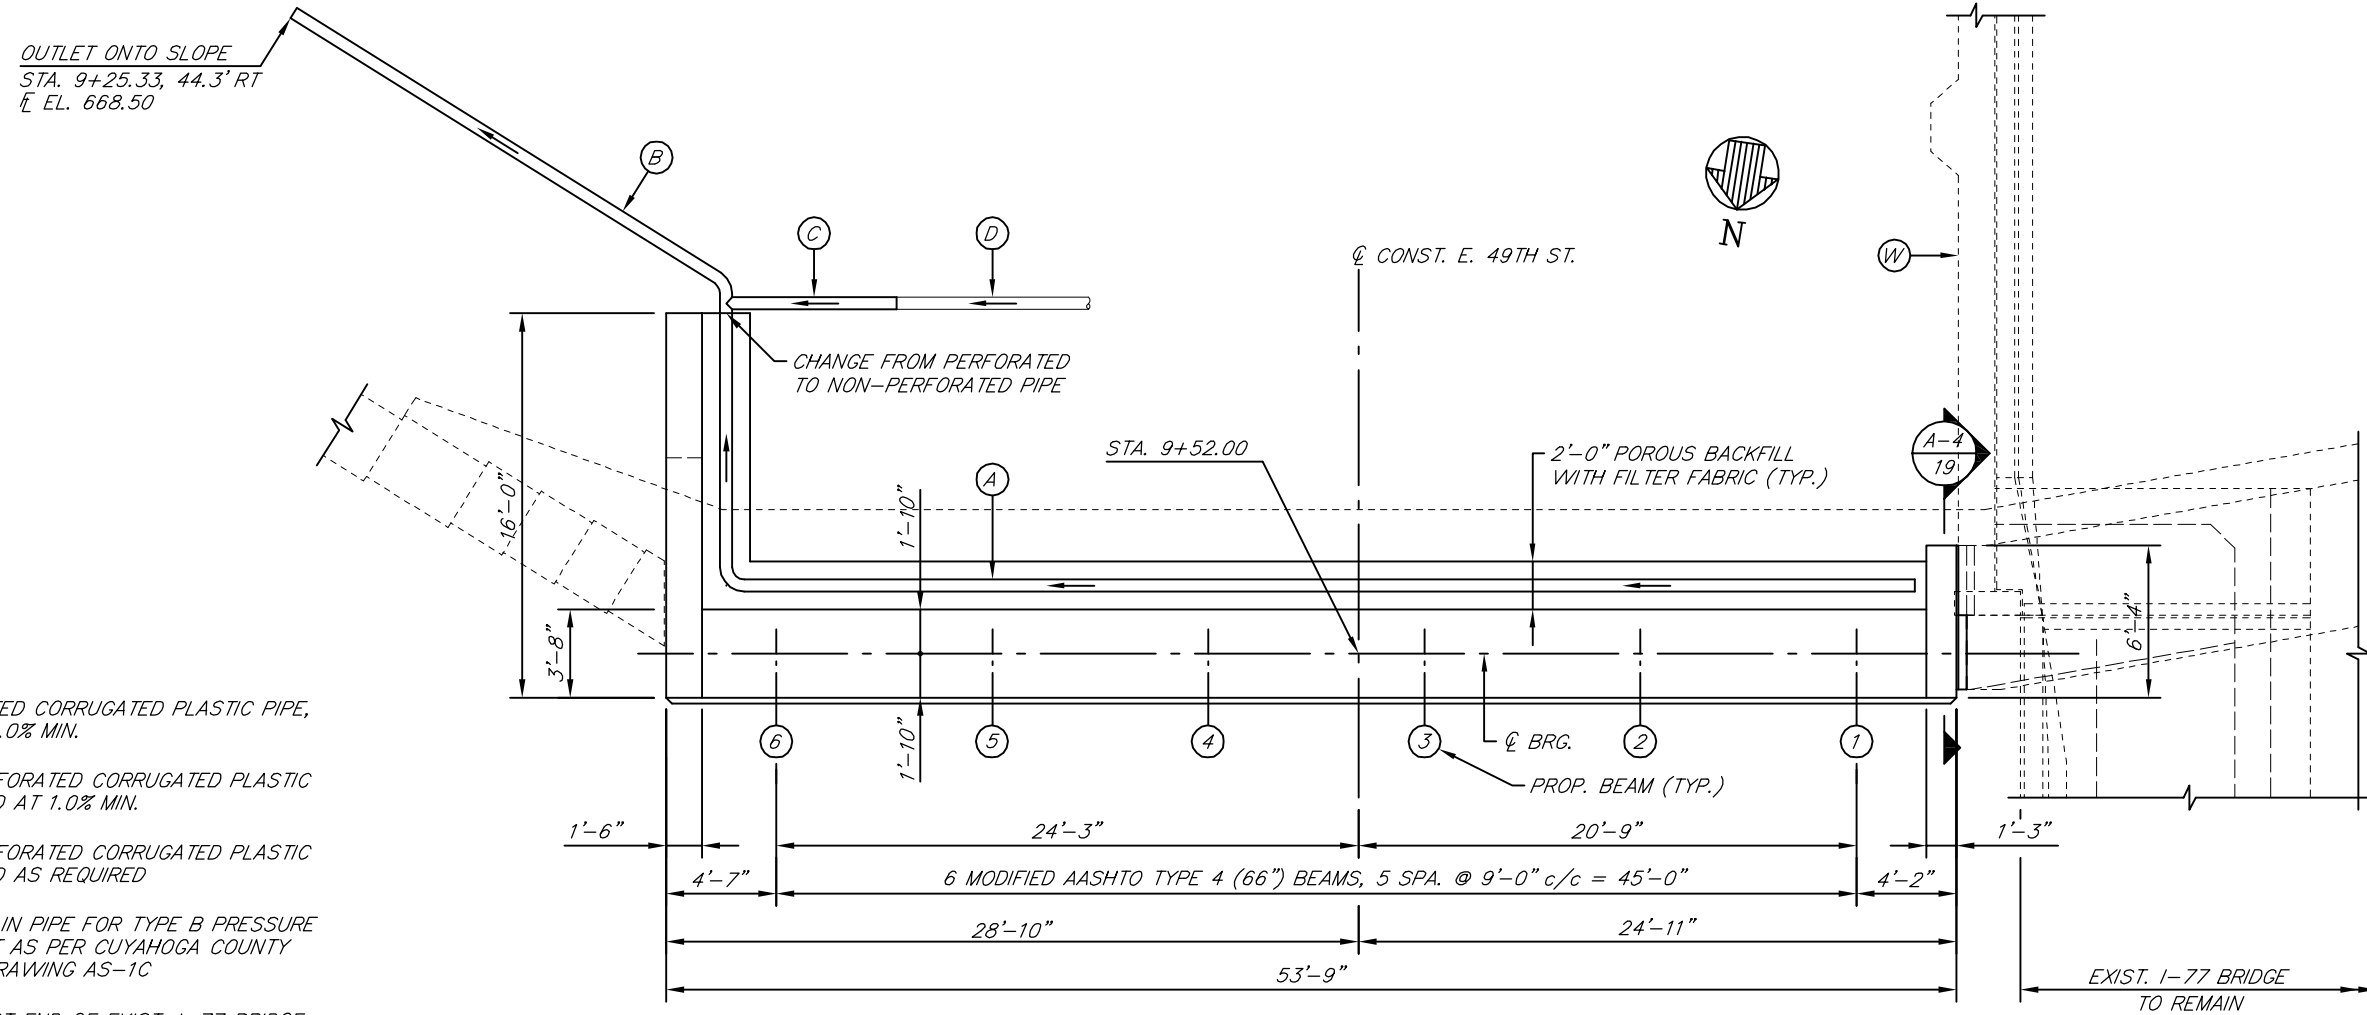 OUTLET ONTO SLOPE
STA. 9+25.33, 44.3' RT
℄ EL. 668.50
B
C
D
N
℄ CONST. E. 49TH ST.
W
CHANGE FROM PERFORATED
TO NON-PERFORATED PIPE
STA. 9+52.00
2'-0" POROUS BACKFILL
WITH FILTER FABRIC (TYP.)
A-4
19
A
16'-0"
1'-10"
3'-8"
6'-4"
1'-10"
6
5
4
3
2
1
℄ BRG.
PROP. BEAM (TYP.)
CORRUGATED PLASTIC PIPE,
.0% MIN.
CORRUGATED PLASTIC
AT 1.0% MIN.
CORRUGATED PLASTIC
AS REQUIRED
IN PIPE FOR TYPE B PRESSURE
AS PER CUYAHOGA COUNTY
AS-1C
1'-6"
24'-3"
20'-9"
1'-3"
4'-7"
6 MODIFIED AASHTO TYPE 4 (66") BEAMS, 5 SPA. @ 9'-0" c/c = 45'-0"
4'-2"
28'-10"
24'-11"
53'-9"
EXIST. I-77 BRIDGE
TO REMAIN